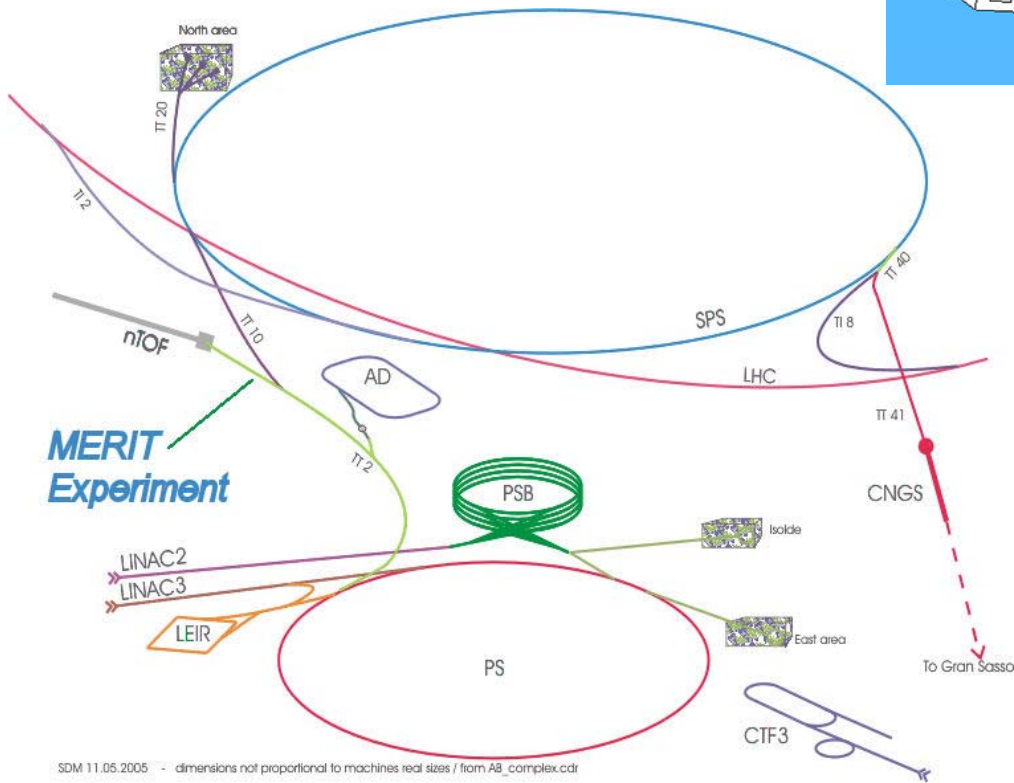 North area
TT 20
TI 2
TT 10
nTOF
TT 40
SPS
TI 8
LHC
AD
TT 41
MERIT
Experiment
TT 2
PSB
CNGS
Isolde
LINAC2
LINAC3
LEIR
East area
PS
To Gran Sasso
CTF3
SDM 11.05.2005 - dimensions not proportional to machines real sizes / from AB_complex.cdr